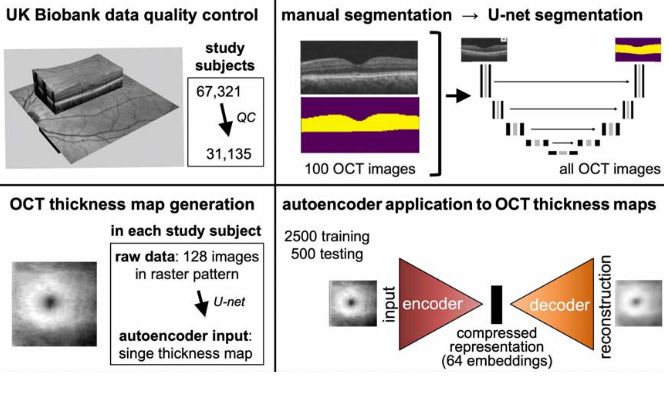 UK Biobank data quality control
study
subjects
67,321
QC
31,135
manual segmentation → U-net segmentation
100 OCT images
all OCT images
OCT thickness map generation
in each study subject
raw data: 128 images
in raster pattern
U-net
autoencoder input:
singe thickness map
autoencoder application to OCT thickness maps
2500 training
500 testing
input
encoder
decoder
reconstruction
compressed
representation
(64 embeddings)